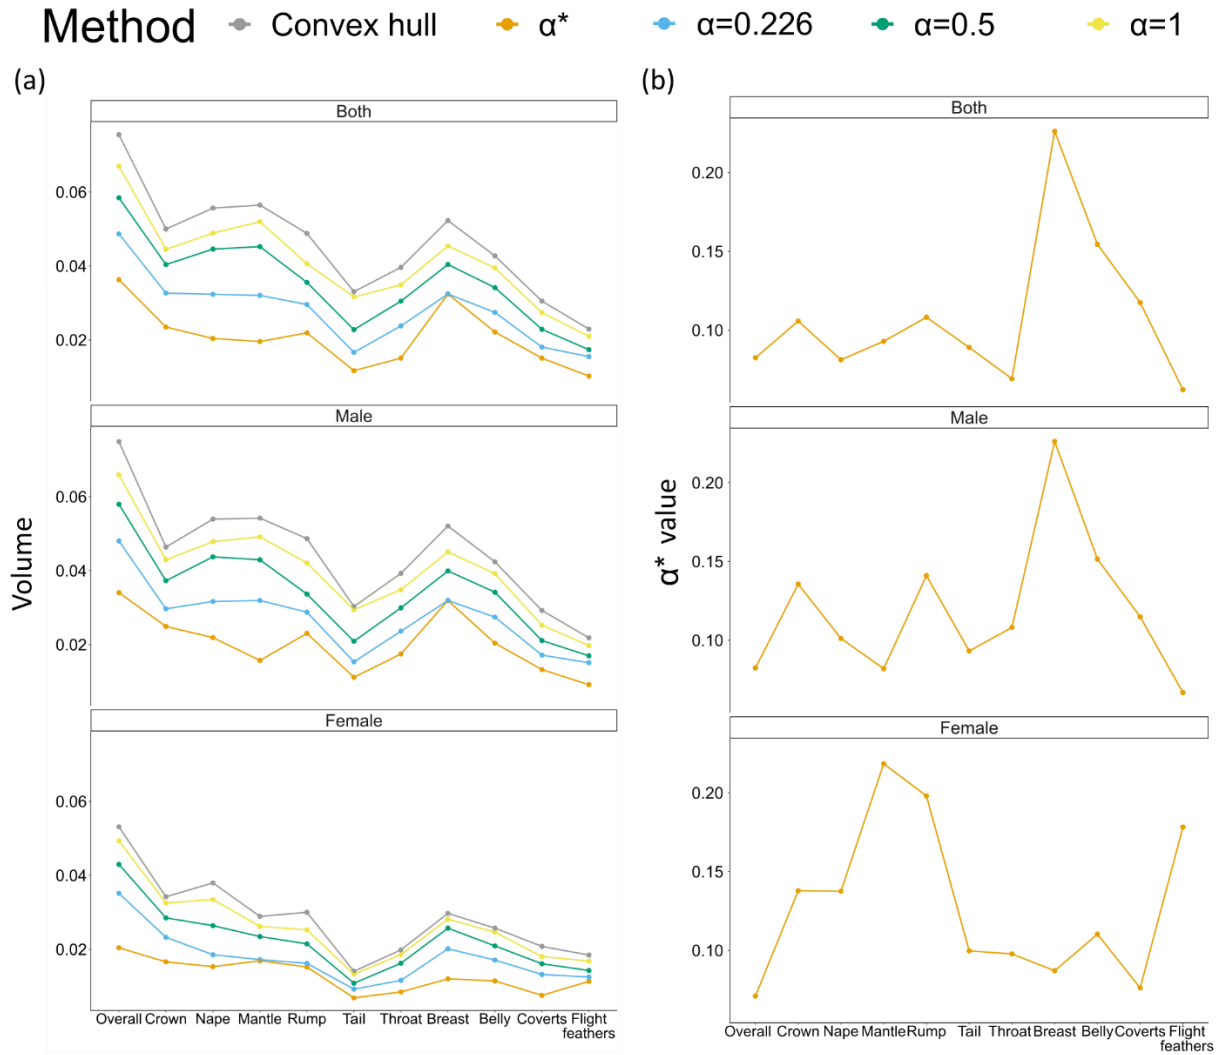 Method Convex hull α* α=0.226 α=0.5 α=1
(a)
Both
0.06
0.04
0.02
Male
0.06
0.04
0.02
Female
0.06
0.04
0.02
Volume
Overall Crown Nape Mantle Rump Tail Throat Breast Belly Coverts Flight
feathers
(b)
Both
0.20
0.15
0.10
Male
0.20
0.15
0.10
Female
0.20
0.15
0.10
α* value
Overall Crown Nape Mantle Rump Tail Throat Breast Belly Coverts Flight
feathers